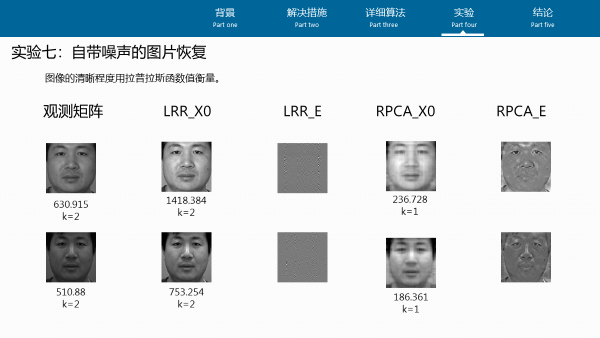 背景
Part one
解决措施
Part two
详细算法
Part three
实验
Part four
结论
Part five
实验七：自带噪声的图片恢复
图像的清晰程度用拉普拉斯函数值衡量。
观测矩阵
LRR_X0
LRR_E
RPCA_X0
RPCA_E
630.915
k=2
1418.384
k=2
236.728
k=1
510.88
k=2
753.254
k=2
186.361
k=1